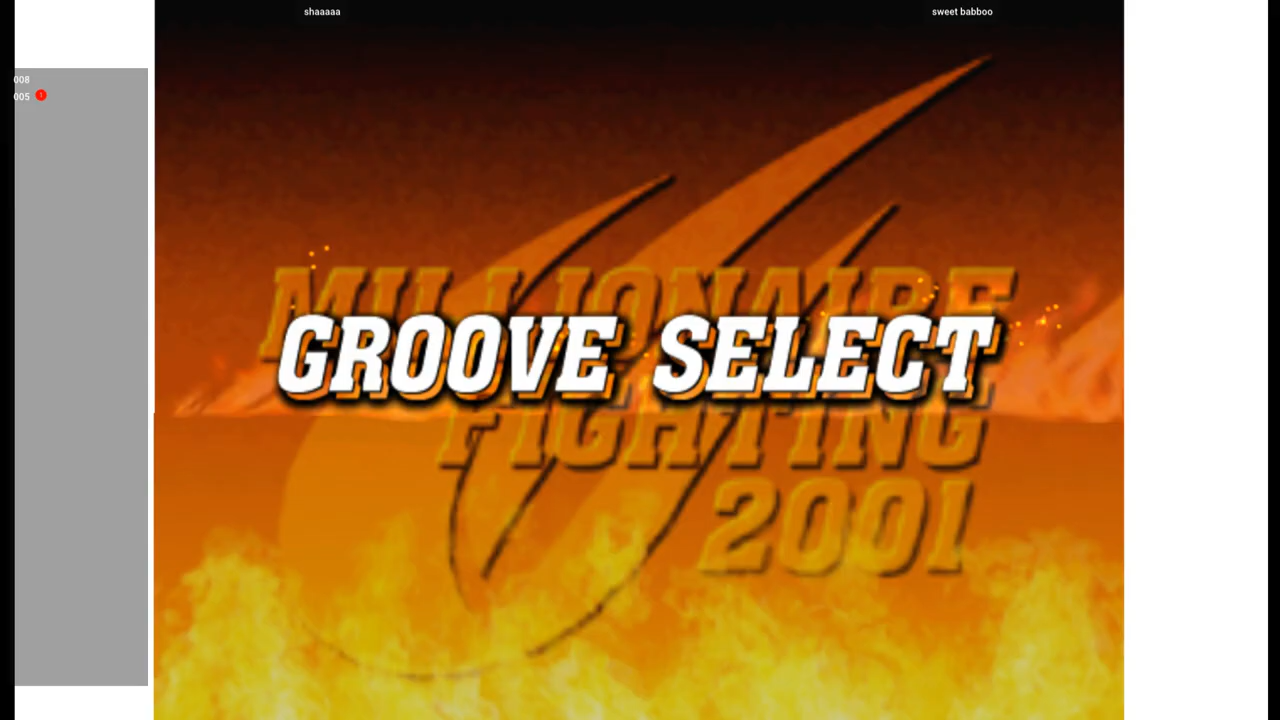 shaaaaa
sweet babboo
008
005
MILLIONAIRE
GROOVE SELECT
FIGHTING
2001